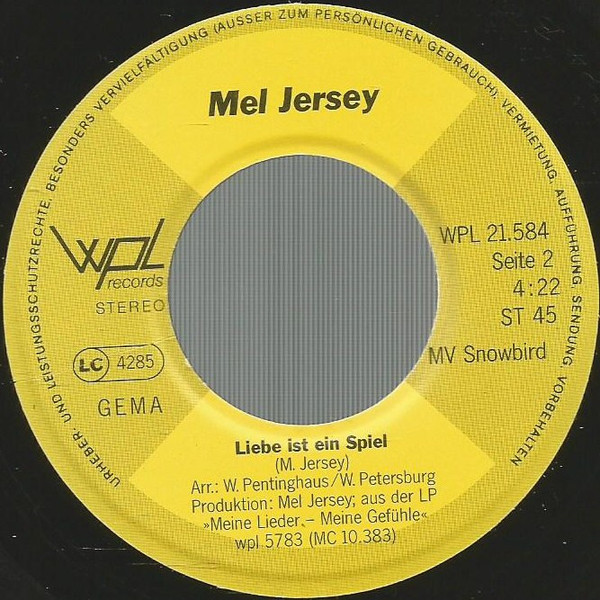 URHEBER- UND LEISTUNGSSCHUTZRECHTE, BESONDERS VERVIELFÄLTIGUNG (AUSSER ZUM PERSÖNLICHEN GEBRAUCH), VERMIETUNG, AUFFÜHRUNG, SENDUNG VORBEHALTEN
Mel Jersey
wpl
records
STEREO
LC 4285
GEMA
WPL 21.584
Seite 2
4:22
ST 45
MV Snowbird
Liebe ist ein Spiel
(M. Jersey)
Arr.: W. Pentinghaus/W. Petersburg
Produktion: Mel Jersey; aus der LP
»Meine Lieder – Meine Gefühle«
wpl 5783 (MC 10.383)